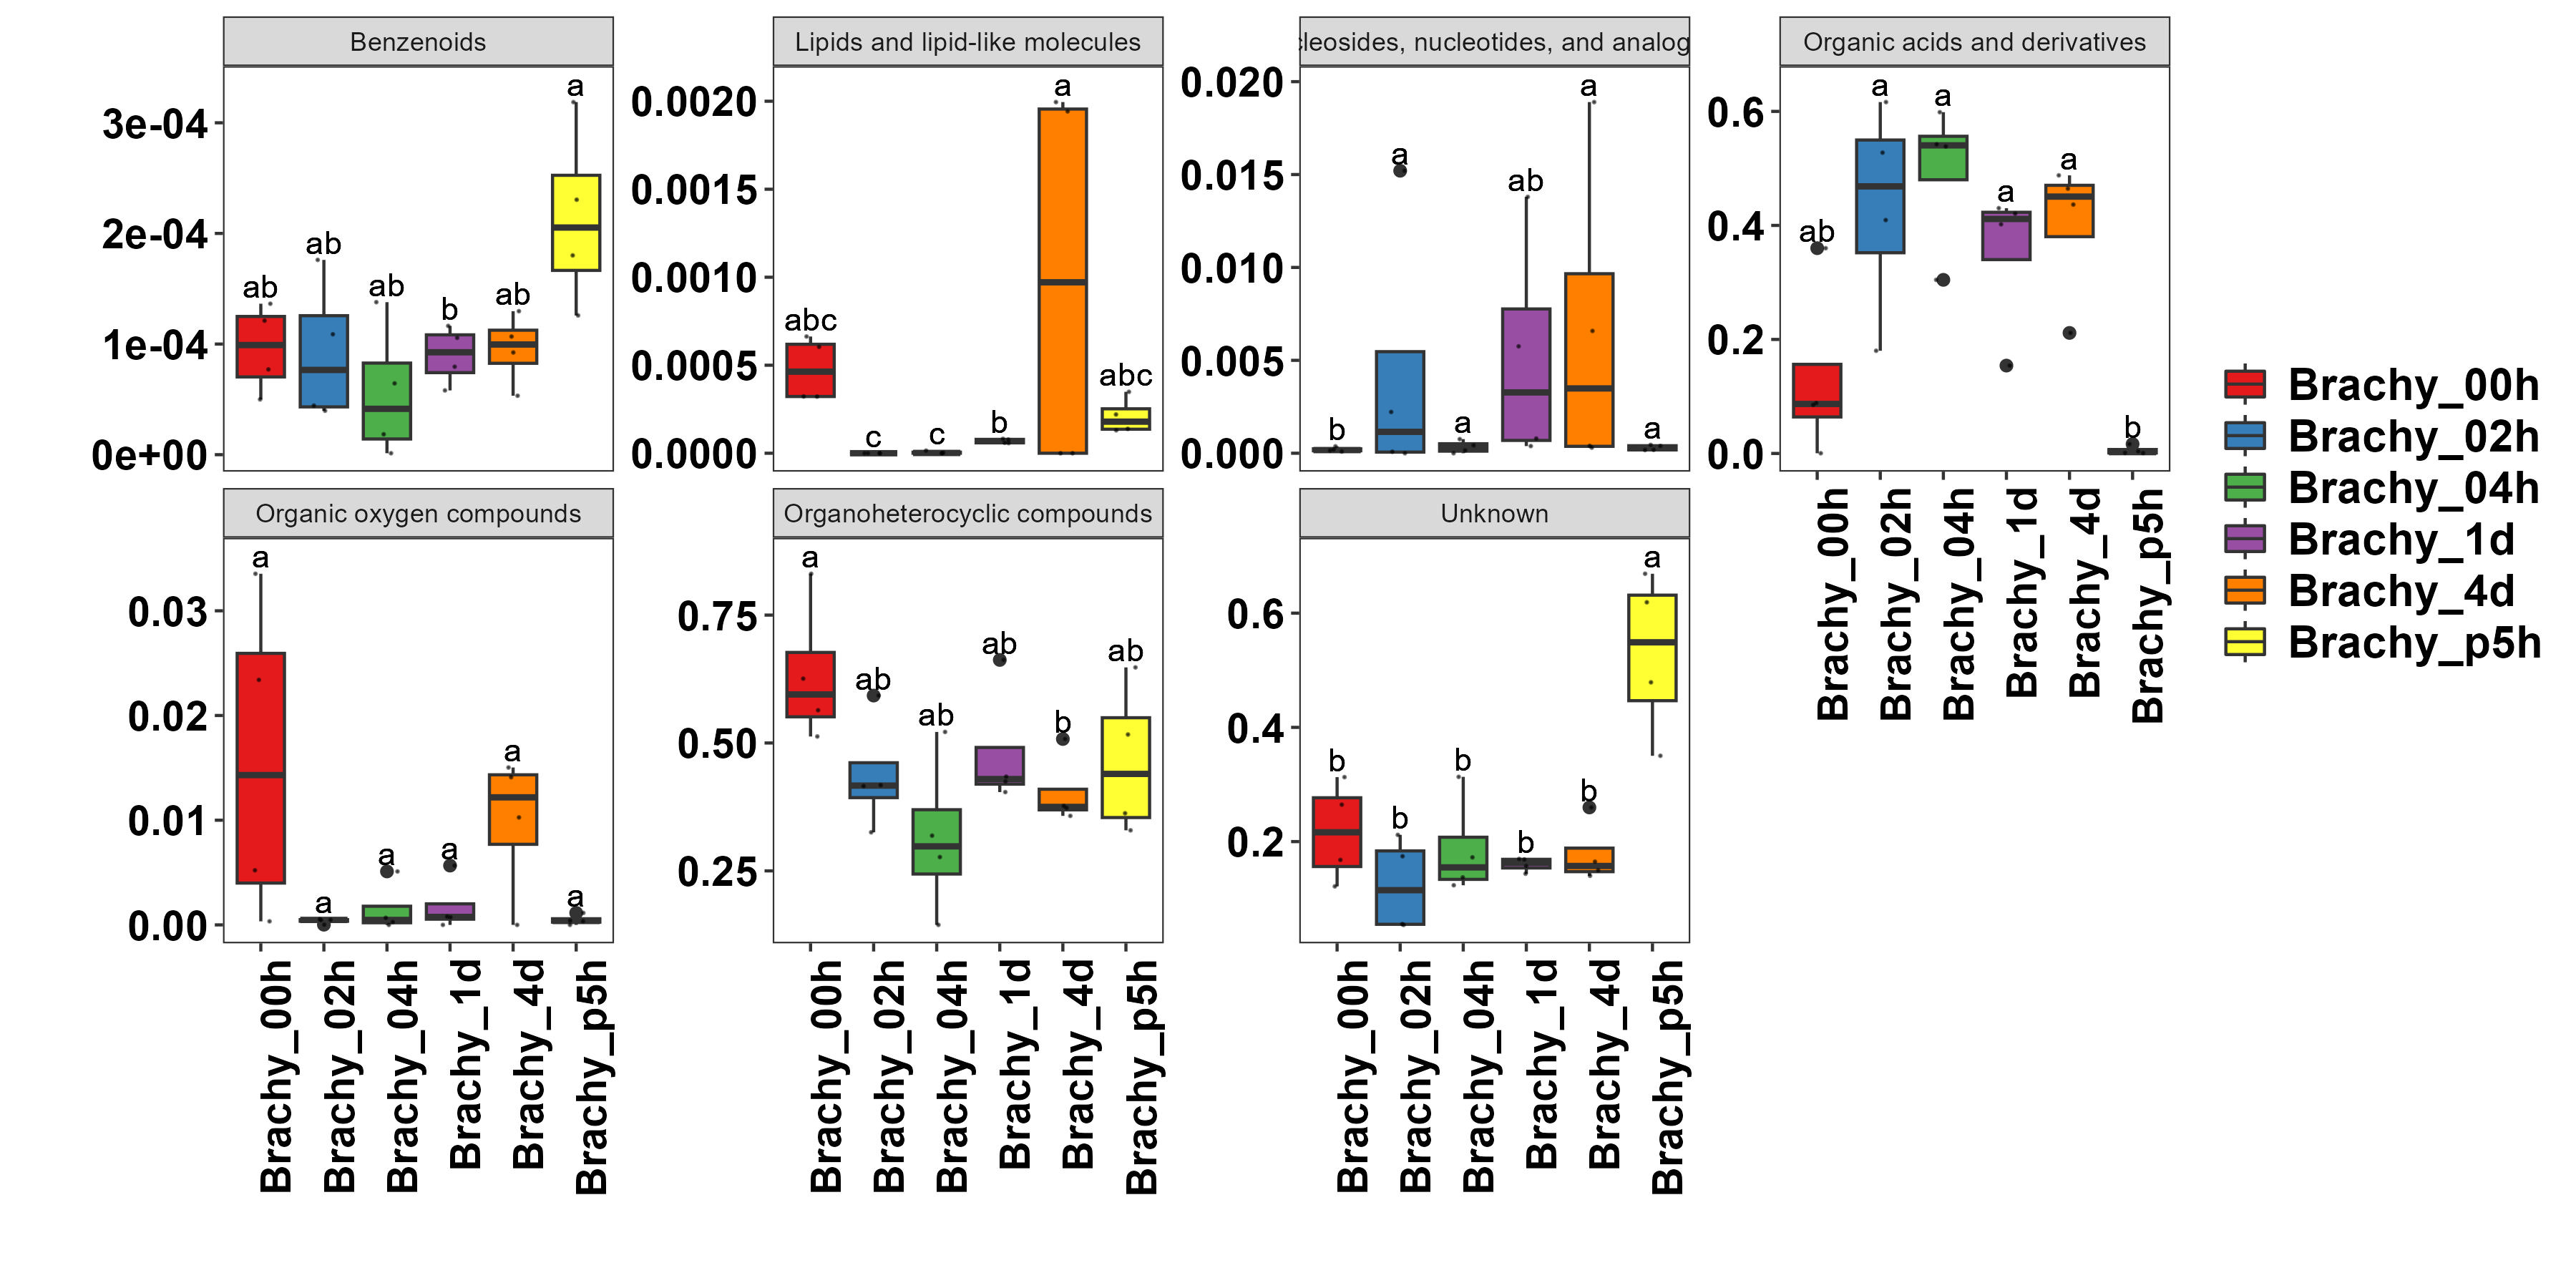 Benzenoids
Lipids and lipid-like molecules
cleosides, nucleotides, and analog
Organic acids and derivatives
3e-04
2e-04
1e-04
0e+00
a
ab
ab
ab
b
ab
0.0020
0.0015
0.0010
0.0005
0.0000
a
abc
c
c
b
abc
0.020
0.015
0.010
0.005
0.000
b
a
a
ab
a
a
0.6
0.4
0.2
0.0
ab
a
a
a
a
b
Brachy_00h
Brachy_02h
Brachy_04h
Brachy_1d
Brachy_4d
Brachy_p5h
Brachy_00h
Brachy_02h
Brachy_04h
Brachy_1d
Brachy_4d
Brachy_p5h
Organic oxygen compounds
Organoheterocyclic compounds
Unknown
0.03
0.02
0.01
0.00
a
a
a
a
a
a
0.75
0.50
0.25
a
ab
ab
ab
b
ab
0.6
0.4
0.2
b
b
b
b
b
a
Brachy_00h
Brachy_02h
Brachy_04h
Brachy_1d
Brachy_4d
Brachy_p5h
Brachy_00h
Brachy_02h
Brachy_04h
Brachy_1d
Brachy_4d
Brachy_p5h
Brachy_00h
Brachy_02h
Brachy_04h
Brachy_1d
Brachy_4d
Brachy_p5h